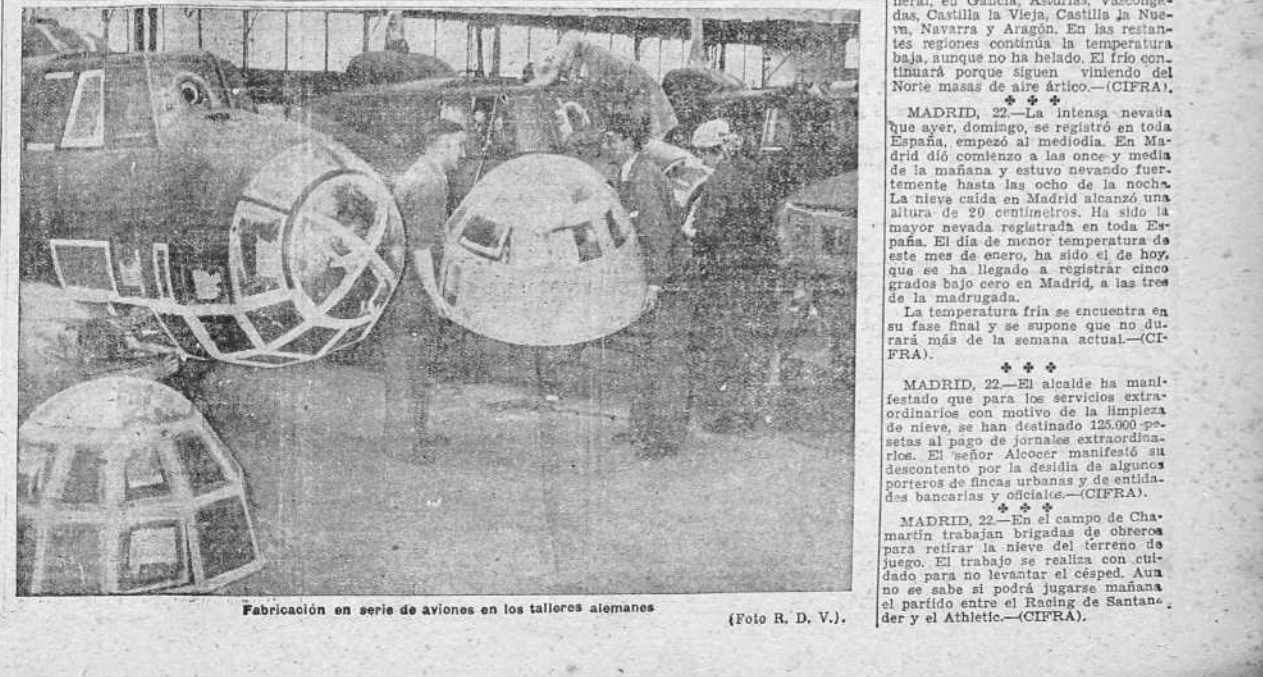 Fabricación en serie de aviones en los talleres alemanes
(Foto R. D. V.).
neral, en Galicia, Asturias, Vasconga-
das, Castilla la Vieja, Castilla la Nue-
va, Navarra y Aragón. En las restan-
tes regiones continúa la temperatura
baja, aunque no ha helado. El frío con-
tinuará porque siguen viniendo del
Norte masas de aire ártico.—(CIFRA).
MADRID, 22.—La intensa nevada
que ayer, domingo, se registró en toda
España, empezó al mediodía. En Ma-
drid dió comienzo a las once y media
de la mañana y estuvo nevando fuer-
temente hasta las ocho de la noche.
La nieve caída en Madrid alcanzó una
altura de 20 centímetros. Ha sido la
mayor nevada registrada en toda Es-
paña. El día de menor temperatura de
este mes de enero, ha sido el de hoy,
que se ha llegado a registrar cinco
grados bajo cero en Madrid, a las tres
de la madrugada.
La temperatura fría se encuentra en
su fase final y se supone que no du-
rará más de la semana actual.—(CI-
FRA).
MADRID, 22.—El alcalde ha mani-
festado que para los servicios extra-
ordinarios con motivo de la limpieza
de nieve, se han destinado 125.000 pe-
setas al pago de jornales extraordina-
rios. El señor Alcocer manifestó su
descontento por la desidia de algunos
porteros de fincas urbanas y de entida-
des bancarias y oficiales.—(CIFRA).
MADRID, 22.—En el campo de Cha-
martín trabajan brigadas de obreros
para retirar la nieve del terreno de
juego. El trabajo se realiza con cui-
dado para no levantar el césped. Aun
no se sabe si podrá jugarse mañana
el partido entre el Racing de Santan-
der y el Athletic.—(CIFRA).